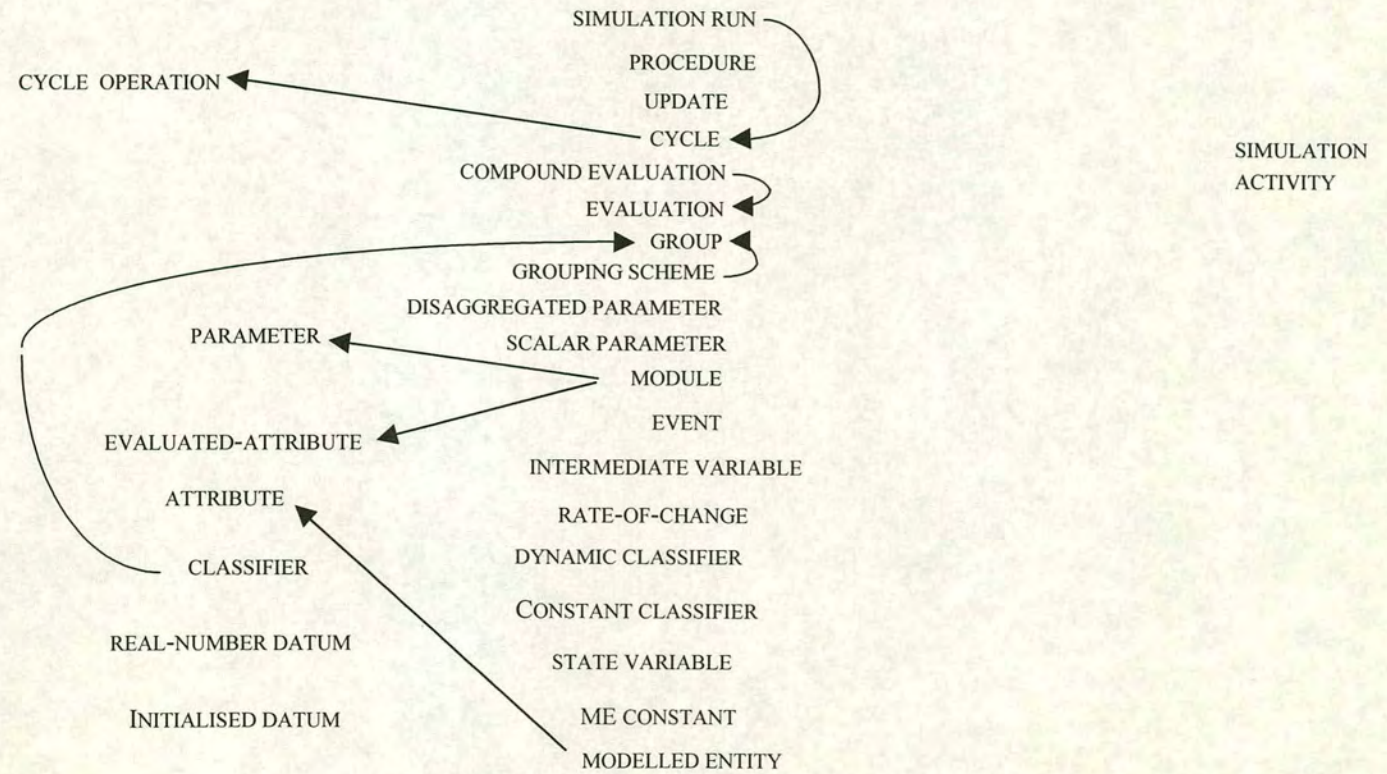 SIMULATION RUN
PROCEDURE
CYCLE OPERATION
UPDATE
CYCLE
SIMULATION
ACTIVITY
COMPOUND EVALUATION
EVALUATION
GROUP
GROUPING SCHEME
DISAGGREGATED PARAMETER
PARAMETER
SCALAR PARAMETER
MODULE
EVENT
EVALUATED-ATTRIBUTE
INTERMEDIATE VARIABLE
ATTRIBUTE
RATE-OF-CHANGE
DYNAMIC CLASSIFIER
CLASSIFIER
CONSTANT CLASSIFIER
REAL-NUMBER DATUM
STATE VARIABLE
INITIALISED DATUM
ME CONSTANT
MODELLED ENTITY